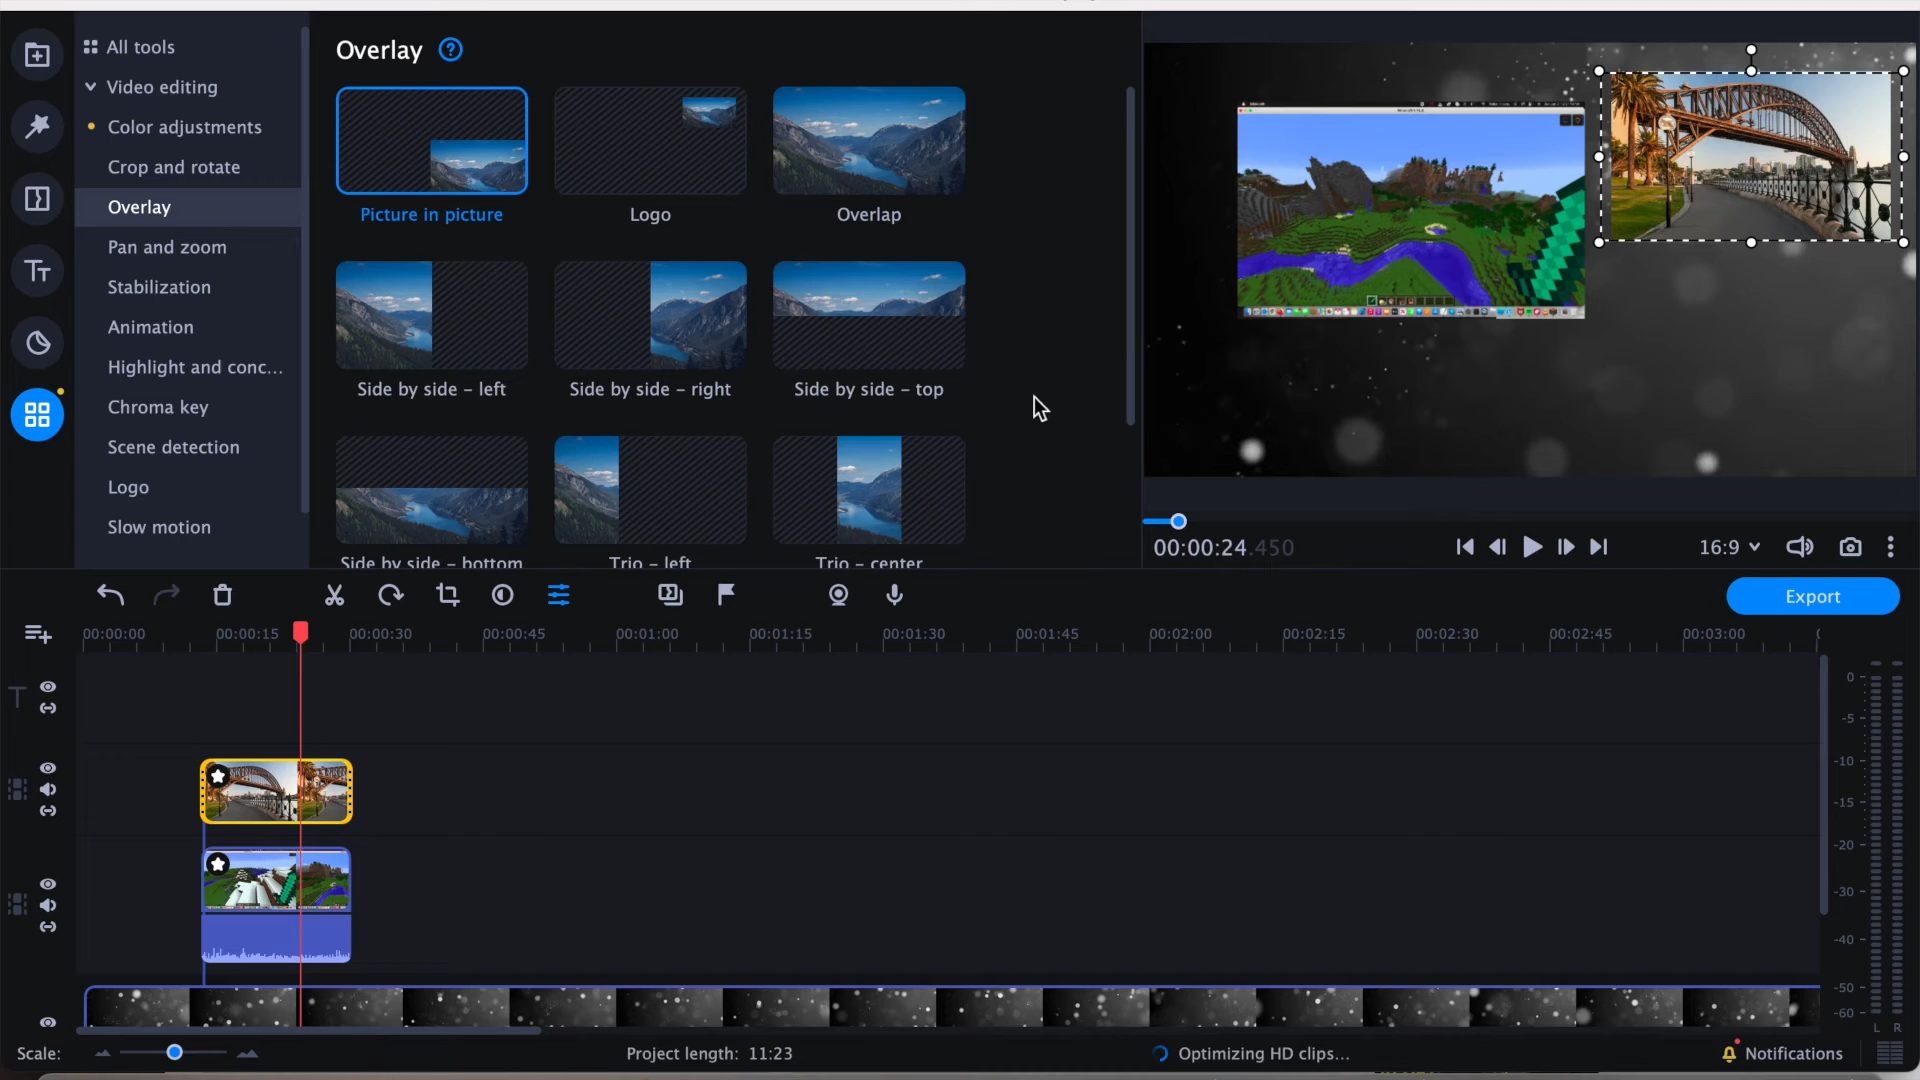 All tools
Video editing
Color adjustments
Crop and rotate
Overlay
Pan and zoom
Stabilization
Animation
Highlight and conc...
Chroma key
Scene detection
Logo
Slow motion
Overlay ?
Picture in picture
Logo
Overlap
Side by side – left
Side by side – right
Side by side – top
Side by side – bottom
Trio – left
Trio – center
00:00:24.450
16:9
Export
00:00:00
00:00:15
00:00:30
00:00:45
00:01:00
00:01:15
00:01:30
00:01:45
00:02:00
00:02:15
00:02:30
00:02:45
00:03:00
0
-5
-10
-15
-20
-30
-40
-50
-60
L R
Scale:
Project length: 11:23
Optimizing HD clips...
Notifications